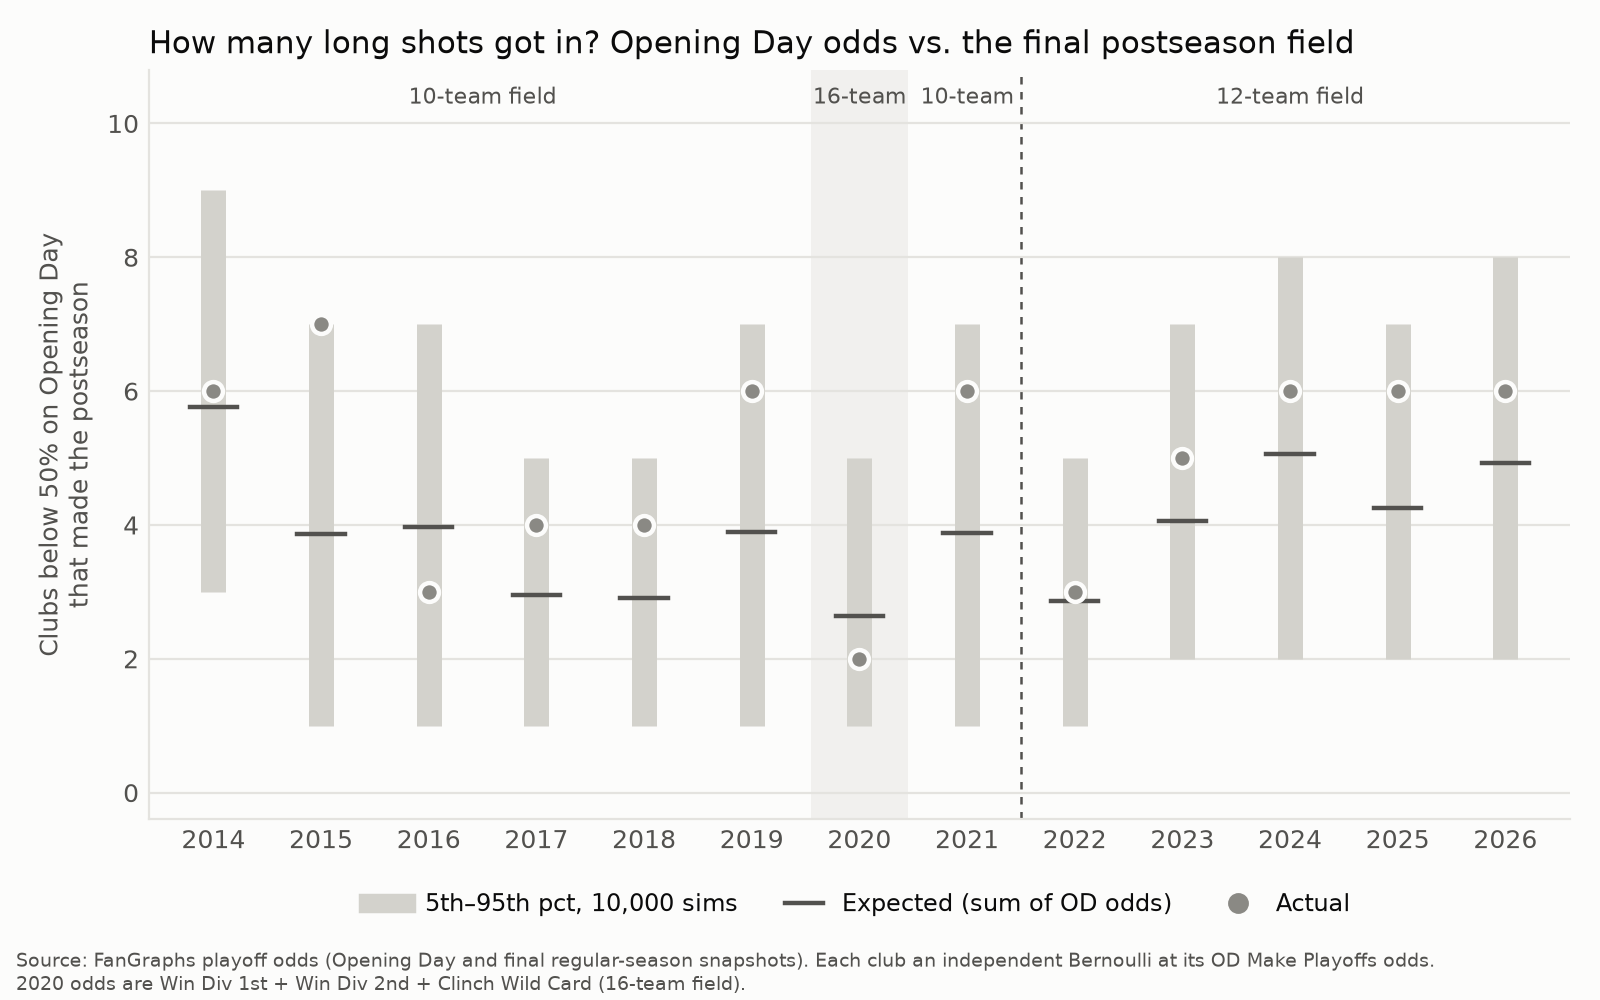 How many long shots got in? Opening Day odds vs. the final postseason field
10-team field
16-team
10-team
12-team field
Clubs below 50% on Opening Day
that made the postseason
10
8
6
4
2
0
2014
2015
2016
2017
2018
2019
2020
2021
2022
2023
2024
2025
2026
5th–95th pct, 10,000 sims
Expected (sum of OD odds)
Actual
Source: FanGraphs playoff odds (Opening Day and final regular-season snapshots). Each club an independent Bernoulli at its OD Make Playoffs odds.
2020 odds are Win Div 1st + Win Div 2nd + Clinch Wild Card (16-team field).